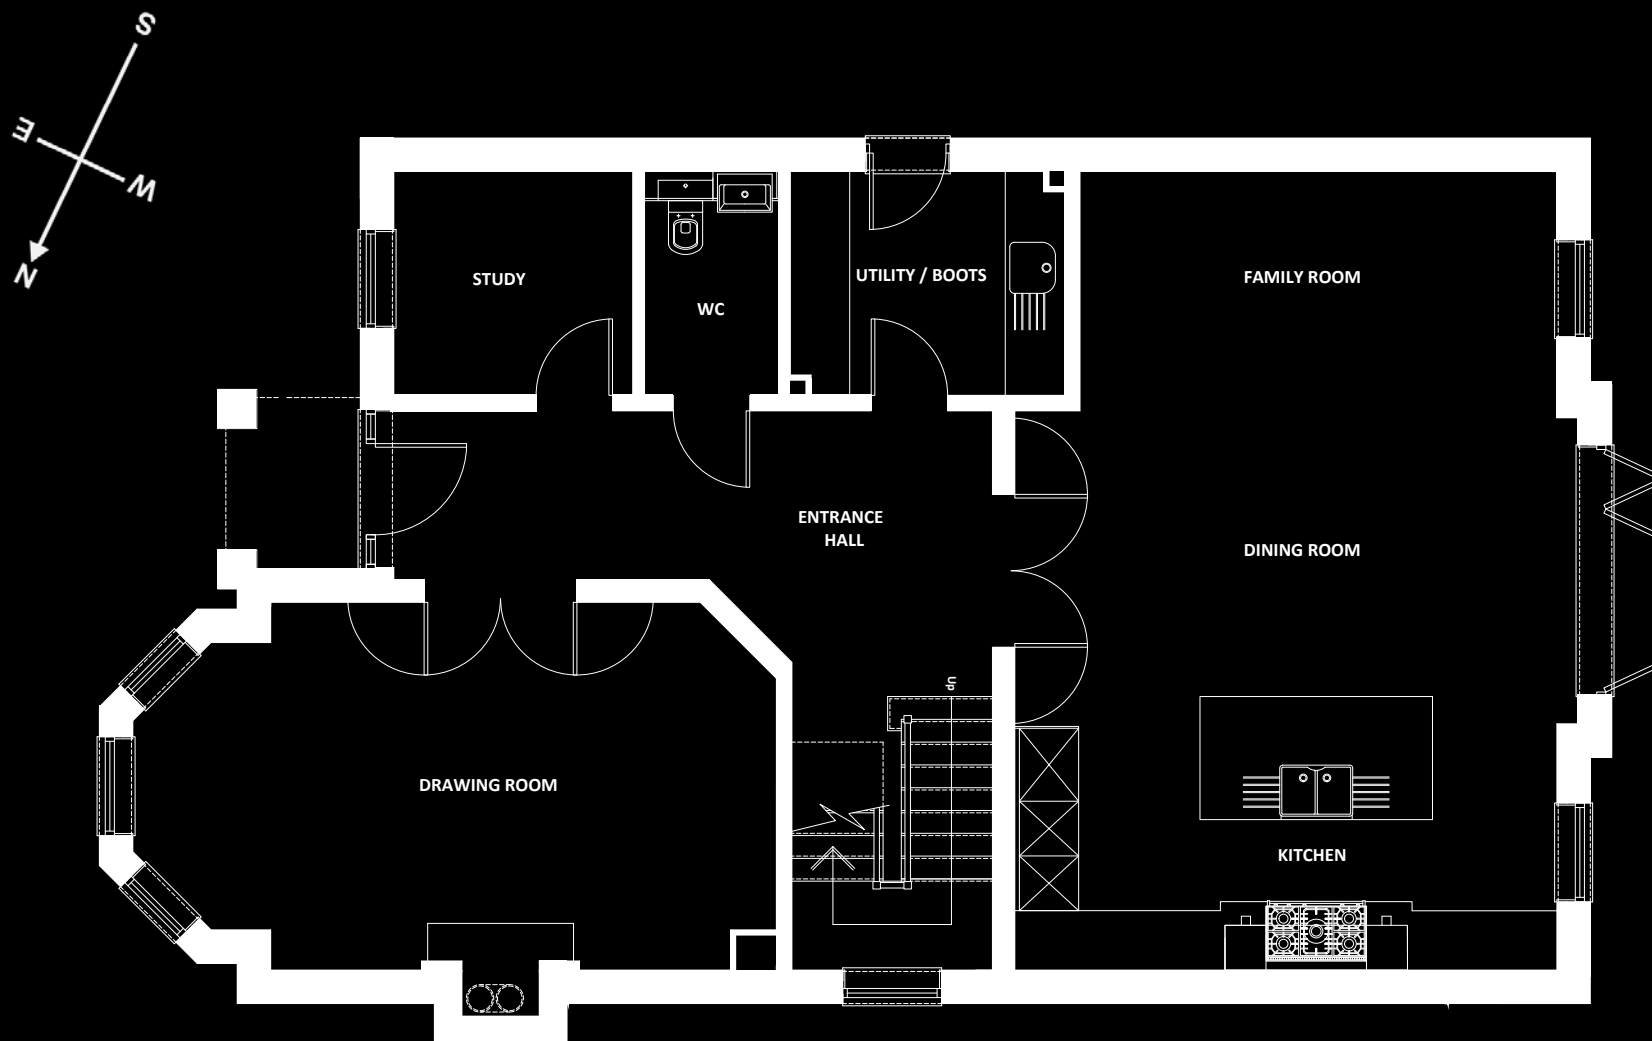 S
E
W
N
STUDY
WC
UTILITY / BOOTS
FAMILY ROOM
ENTRANCE
HALL
DINING ROOM
Up
DRAWING ROOM
KITCHEN